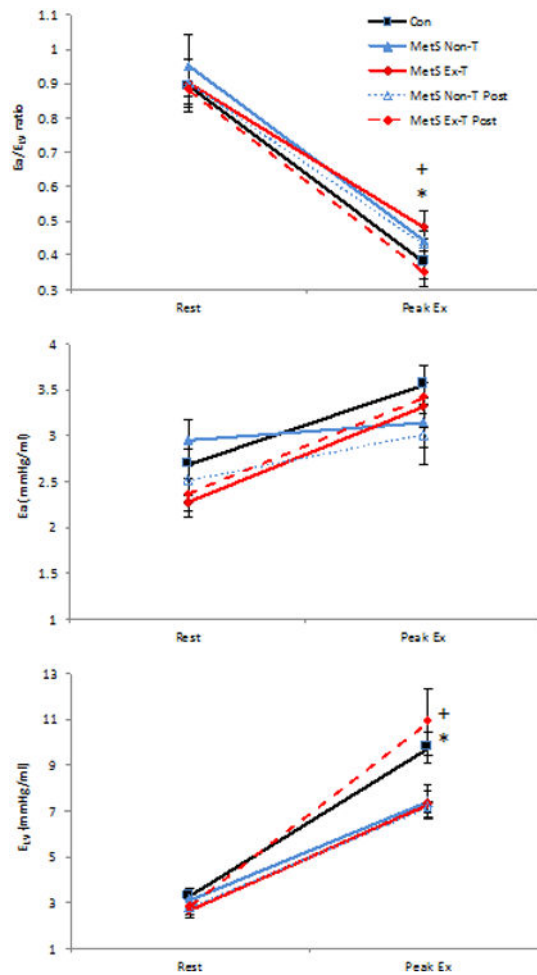 1.1
1
0.9
0.8
0.7
0.6
0.5
0.4
0.3
Ea/ELV ratio
Con
MetS Non-T
MetS Ex-T
MetS Non-T Post
MetS Ex-T Post
+
*
Rest
Peak Ex
4
3.5
3
2.5
2
1.5
1
Ea (mmHg/ml)
Rest
Peak Ex
13
11
9
7
5
3
1
ELV (mmHg/ml)
+
*
Rest
Peak Ex